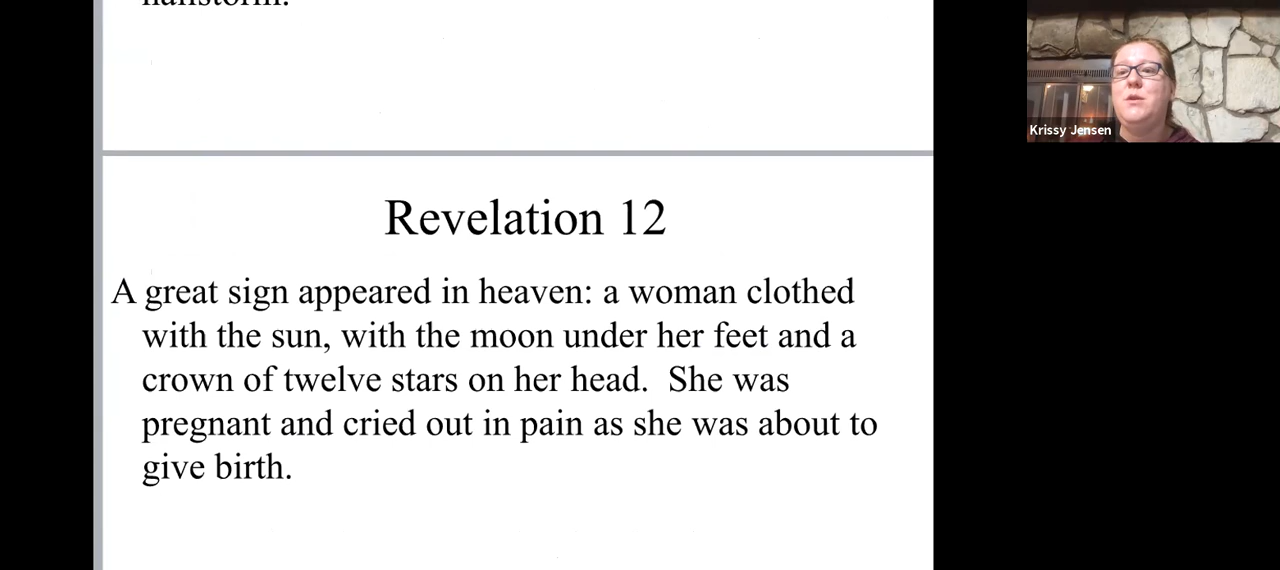 hailstorm.
Krissy Jensen
Revelation 12
A great sign appeared in heaven: a woman clothed
with the sun, with the moon under her feet and a
crown of twelve stars on her head.  She was
pregnant and cried out in pain as she was about to
give birth.